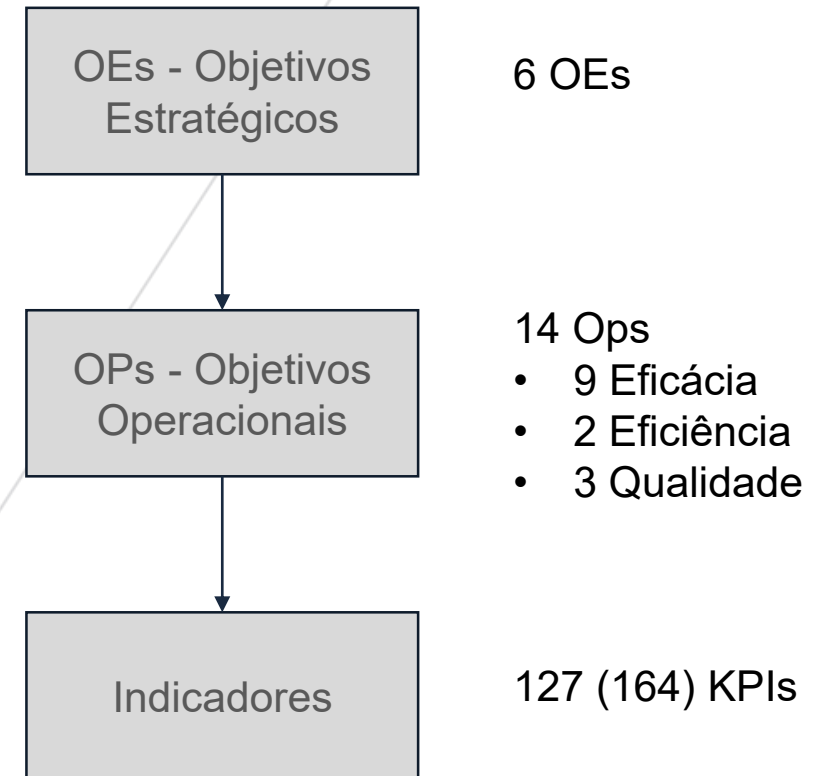 OEs - Objetivos
Estratégicos
6 OEs
OPs - Objetivos
Operacionais
14 Ops
• 9 Eficácia
• 2 Eficiência
• 3 Qualidade
Indicadores
127 (164) KPIs